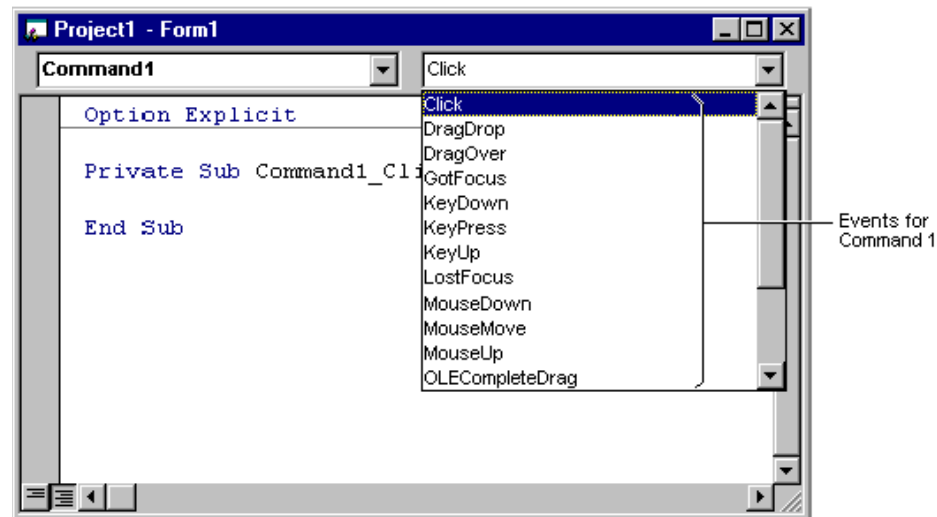 Project1 - Form1
Command1
Click
Option Explicit
Private Sub Command1_Cli
End Sub
Click
DragDrop
DragOver
GotFocus
KeyDown
KeyPress
KeyUp
LostFocus
MouseDown
MouseMove
MouseUp
OLECompleteDrag
Events for
Command 1